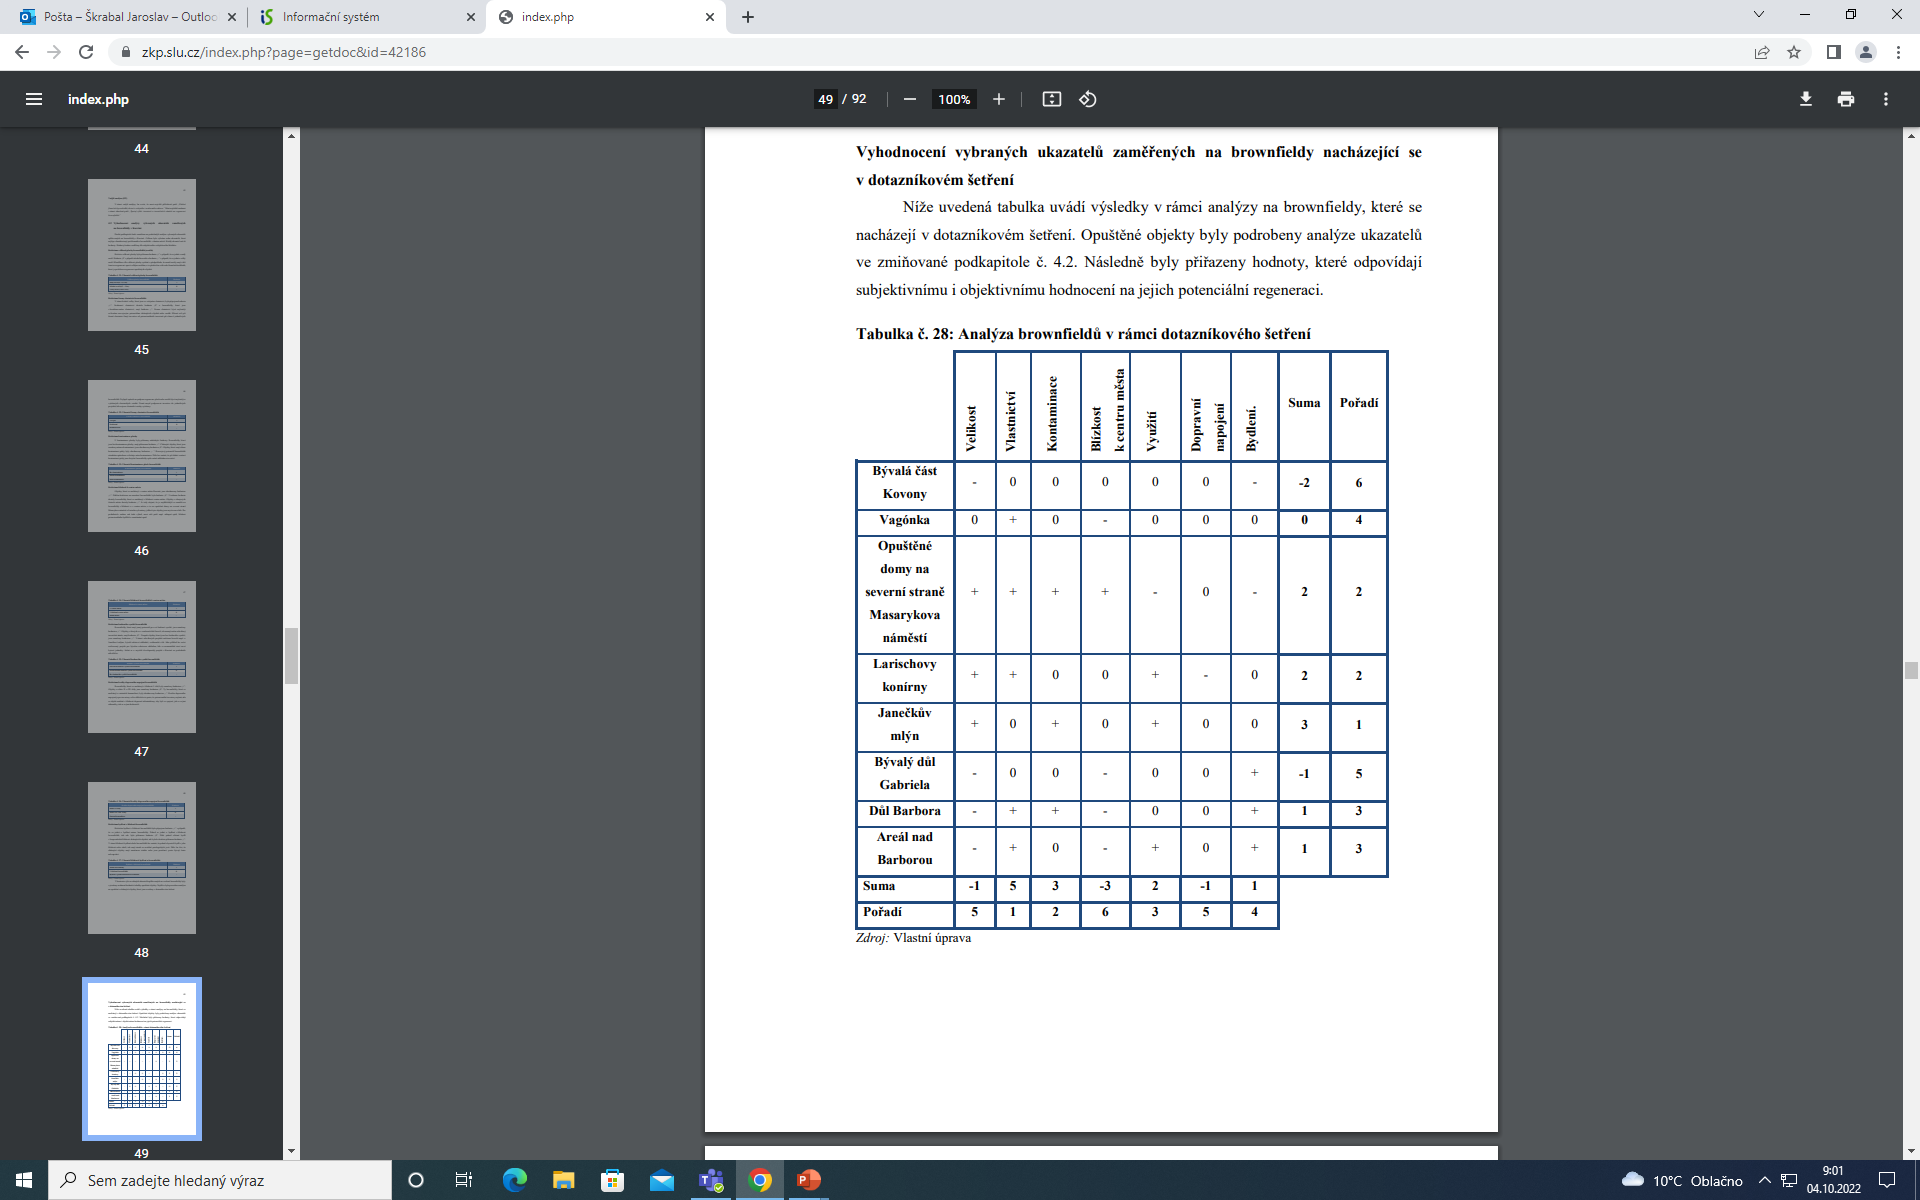 Pošta – Škrabal Jaroslav – Outloo
Informační systém
index.php
zkp.slu.cz/index.php?page=getdoc&id=42186
index.php
49 / 92
100%
44
45
46
47
48
49
Vyhodnocení vybraných ukazatelů zaměřených na brownfieldy nacházející se
v dotazníkovém šetření
Níže uvedená tabulka uvádí výsledky v rámci analýzy na brownfieldy, které se
nacházejí v dotazníkovém šetření. Opuštěné objekty byly podrobeny analýze ukazatelů
ve zmiňované podkapitole č. 4.2. Následně byly přiřazeny hodnoty, které odpovídají
subjektivnímu i objektivnímu hodnocení na jejich potenciální regeneraci.
Tabulka č. 28: Analýza brownfieldů v rámci dotazníkového šetření
Velikost
Vlastnictví
Kontaminace
Blízkost
k centru města
Využití
Dopravní
napojení
Bydlení.
Suma
Pořadí
Bývalá část
Kovony
- 0 0 0 0 0 - -2 6
Vagónka 0 + 0 - 0 0 0 0 4
Opuštěné
domy na
severní straně
Masarykova
náměstí
+ + + + - 0 - 2 2
Larischovy
konírny
+ + 0 0 + - 0 2 2
Janečkův
mlýn
+ 0 + 0 + 0 0 3 1
Bývalý důl
Gabriela
- 0 0 - 0 0 + -1 5
Důl Barbora - + + - 0 0 + 1 3
Areál nad
Barborou
- + 0 - + 0 + 1 3
Suma -1 5 3 -3 2 -1 1
Pořadí 5 1 2 6 3 5 4
Zdroj: Vlastní úprava
Sem zadejte hledaný výraz
10°C Oblačno
9:01
04.10.2022